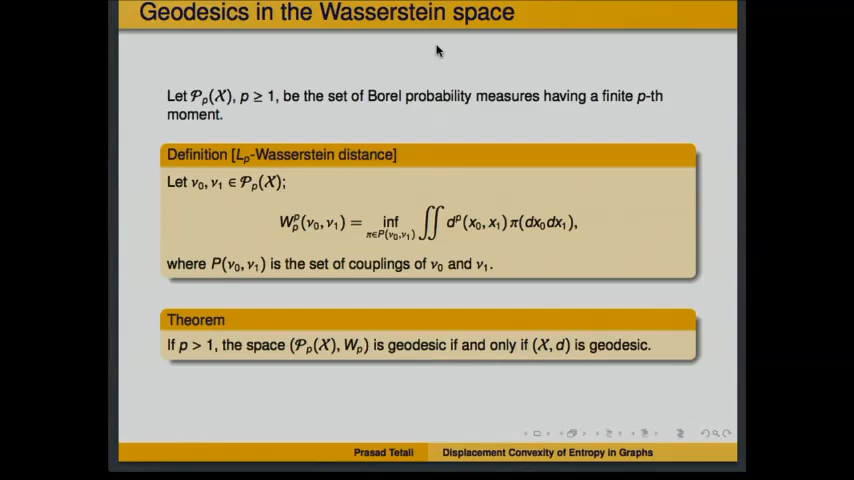 Geodesics in the Wasserstein space
Let 𝒫ₚ(𝒳), p ≥ 1, be the set of Borel probability measures having a finite p-th
moment.
Definition [Lₚ-Wasserstein distance]
Let ν₀, ν₁ ∈ 𝒫ₚ(𝒳);
Wₚᵖ(ν₀, ν₁) = inf_{π∈P(ν₀,ν₁)} ∬ dᵖ(x₀, x₁) π(dx₀dx₁),
where P(ν₀, ν₁) is the set of couplings of ν₀ and ν₁.
Theorem
If p > 1, the space (𝒫ₚ(𝒳), Wₚ) is geodesic if and only if (𝒳, d) is geodesic.
Prasad Tetali Displacement Convexity of Entropy in Graphs